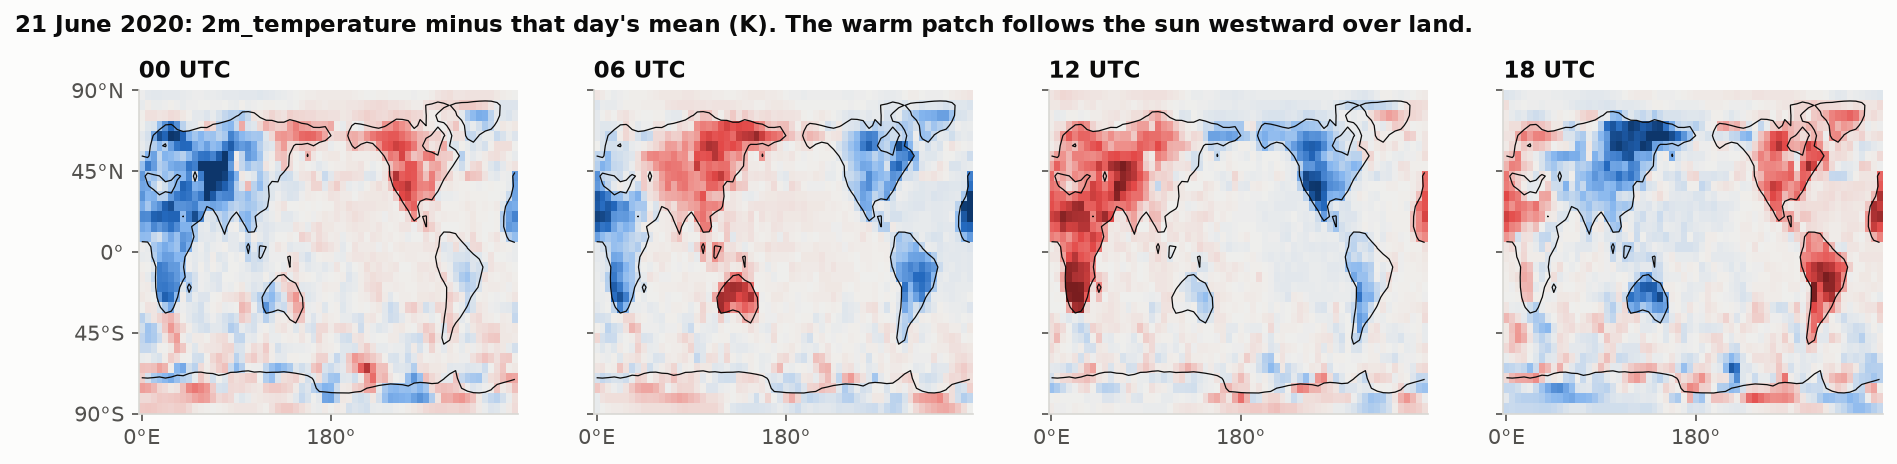 21 June 2020: 2m_temperature minus that day's mean (K). The warm patch follows the sun westward over land.
00 UTC 06 UTC 12 UTC 18 UTC
90°N
45°N
0°
45°S
90°S
0°E 180° 0°E 180° 0°E 180° 0°E 180°